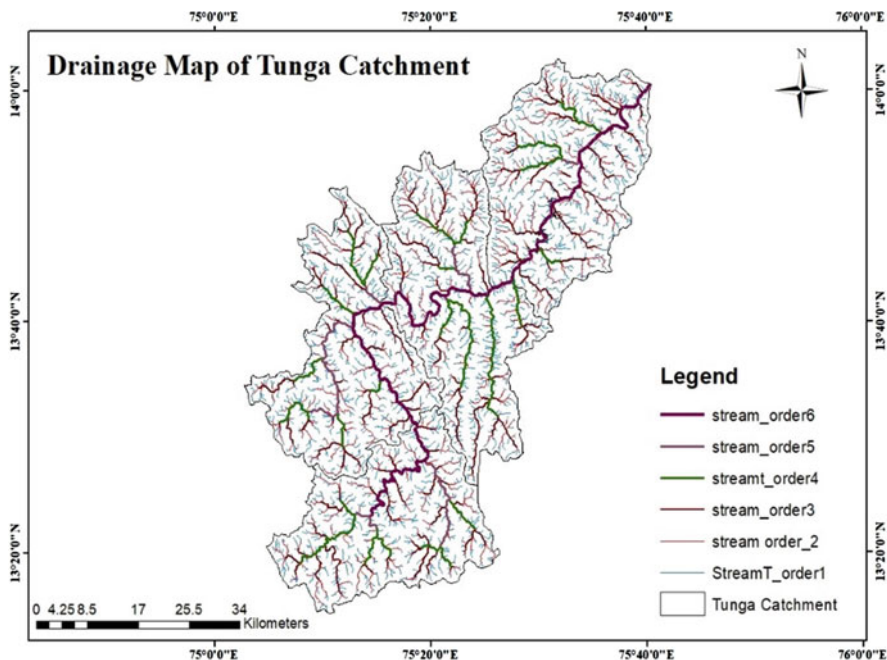 75°0'0"E 75°20'0"E 75°40'0"E 76°0'0"E
Drainage Map of Tunga Catchment
N
14°0'0"N 14°0'0"N
13°40'0"N 13°40'0"N
Legend
stream_order6
stream_order5
streamt_order4
stream_order3
stream order_2
StreamT_order1
Tunga Catchment
13°20'0"N 13°20'0"N
0 4.25 8.5 17 25.5 34
Kilometers
75°0'0"E 75°20'0"E 75°40'0"E 76°0'0"E